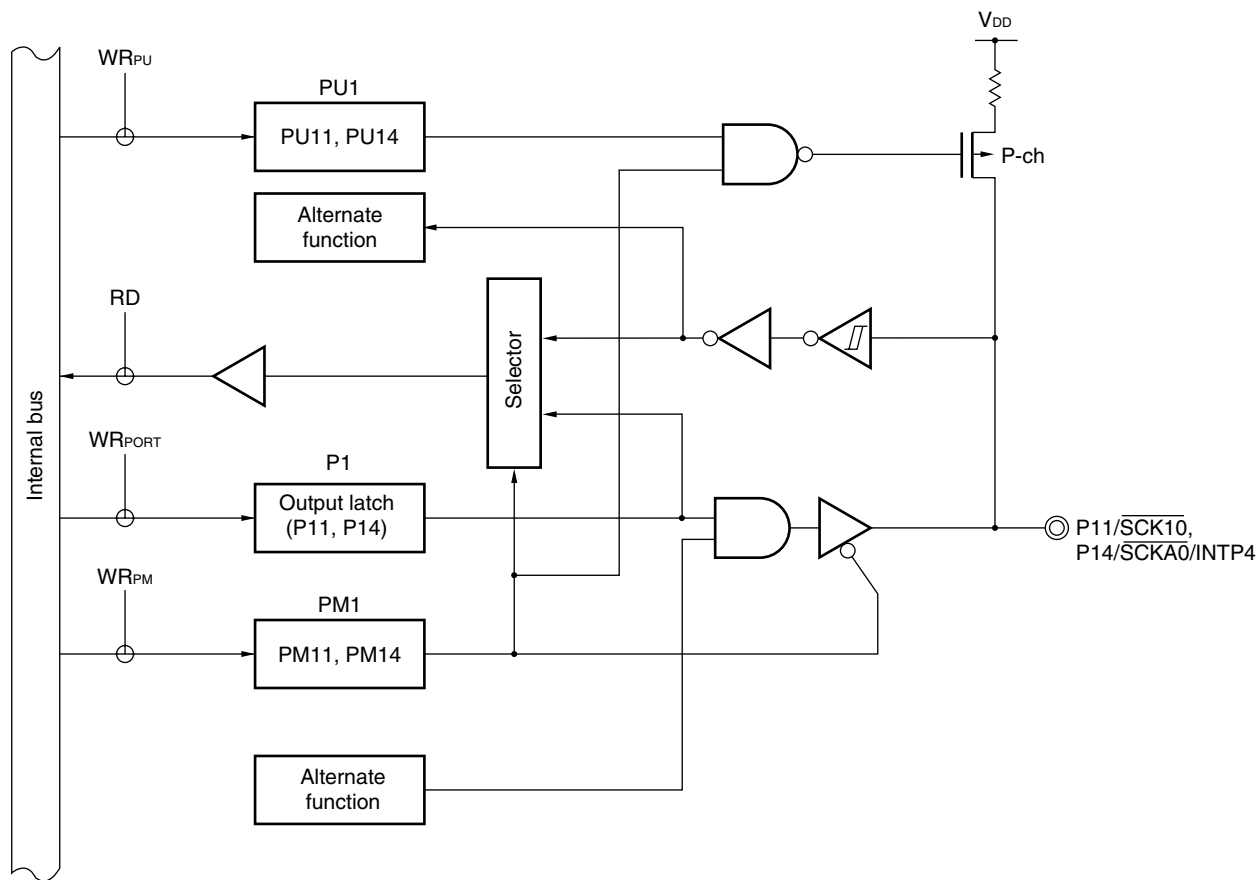 VDD
WRPU
PU1
PU11, PU14
P-ch
Alternate
function
RD
Selector
Internal bus
WRPORT
P1
Output latch
(P11, P14)
P11/SCK10,
P14/SCKA0/INTP4
WRPM
PM1
PM11, PM14
Alternate
function